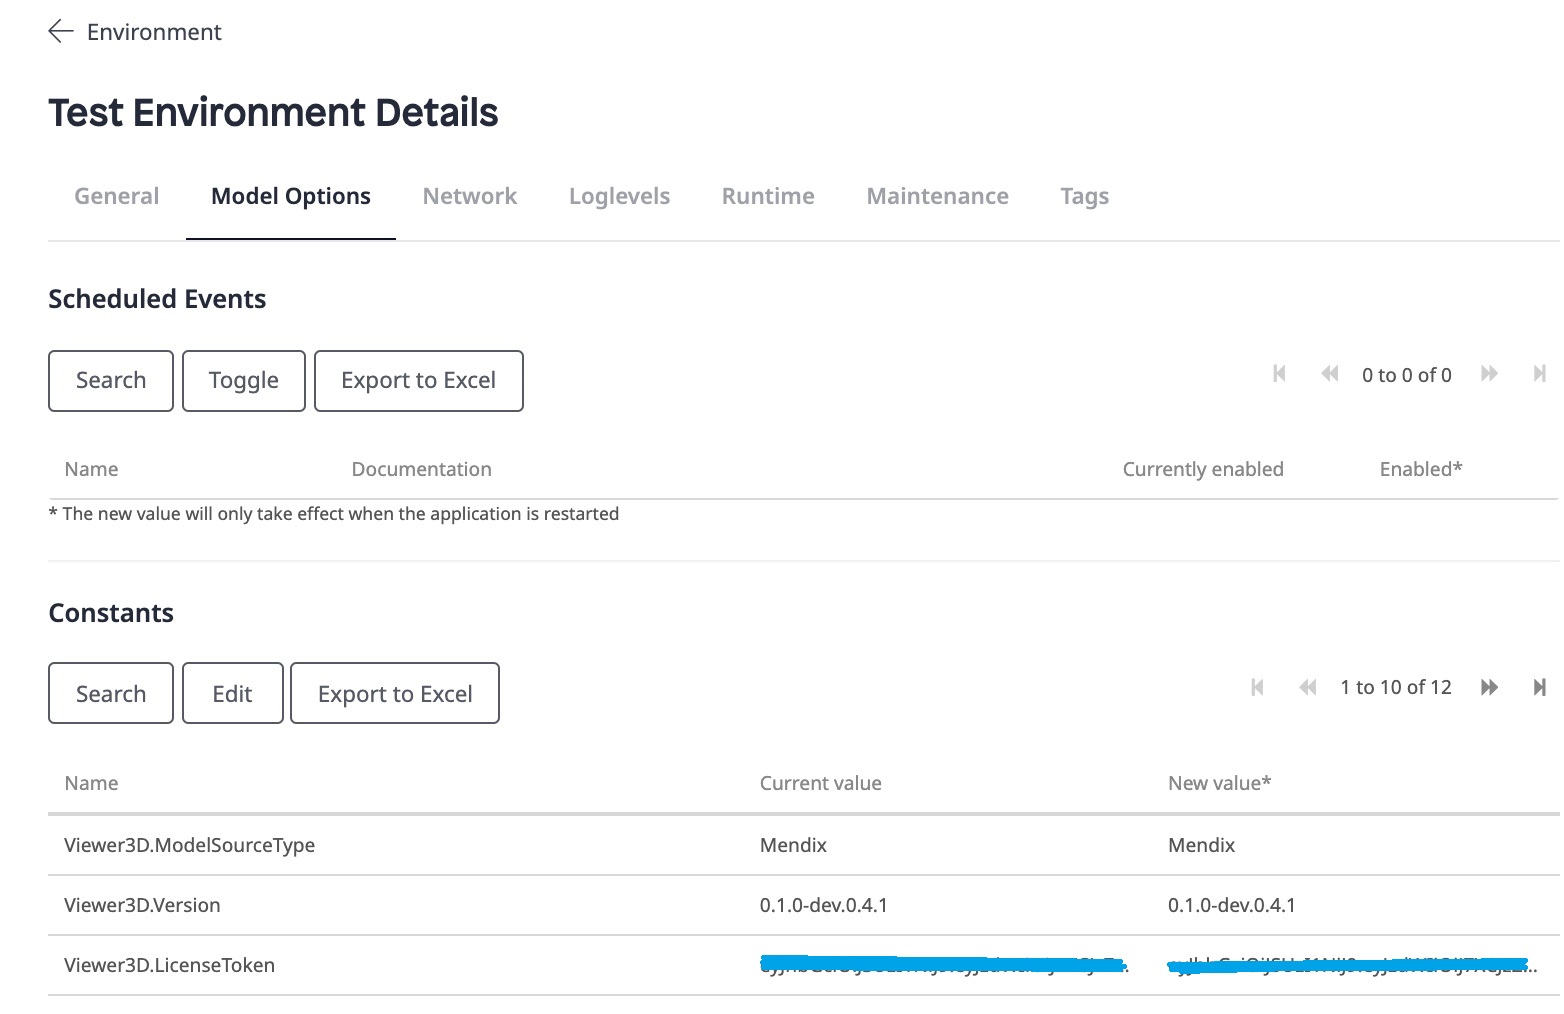 Environment
Test Environment Details
General Model Options Network Loglevels Runtime Maintenance Tags
Scheduled Events
Search Toggle Export to Excel 0 to 0 of 0
Name Documentation Currently enabled Enabled*
* The new value will only take effect when the application is restarted
Constants
Search Edit Export to Excel 1 to 10 of 12
Name Current value New value*
Viewer3D.ModelSourceType Mendix Mendix
Viewer3D.Version 0.1.0-dev.0.4.1 0.1.0-dev.0.4.1
Viewer3D.LicenseToken